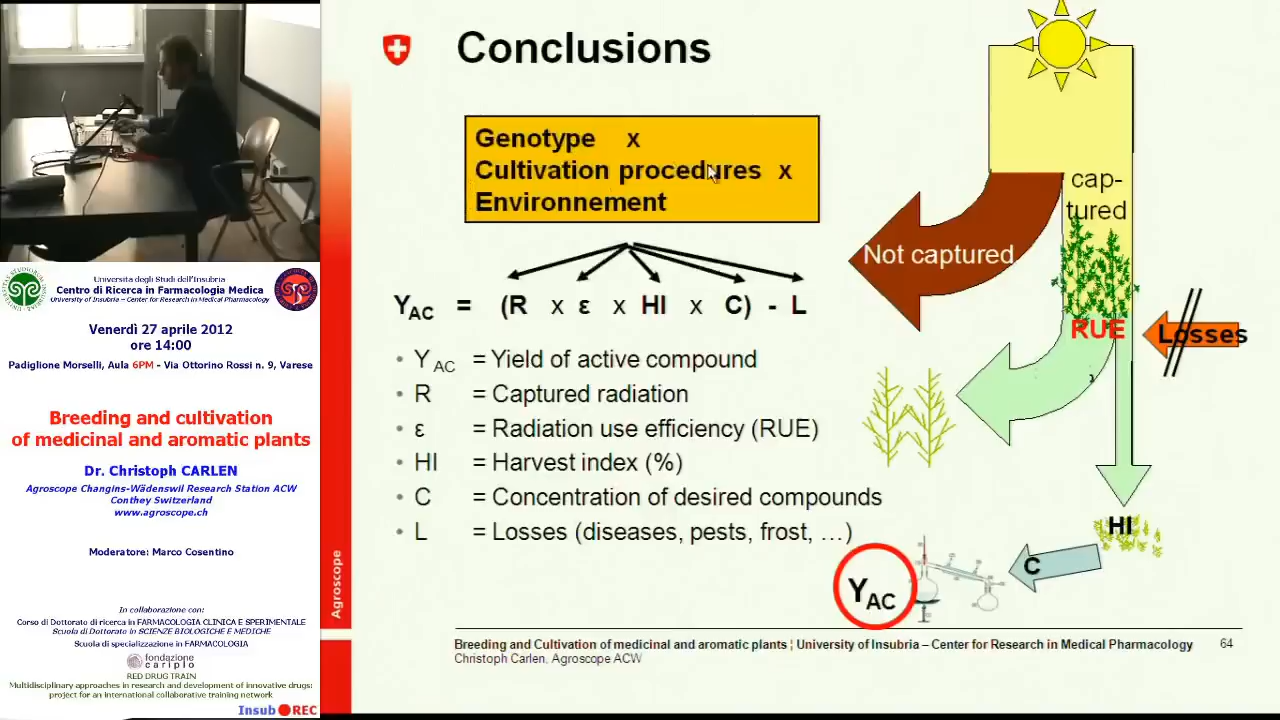 Università degli Studi dell'Insubria
Centro di Ricerca in Farmacologia Medica
University of Insubria - Center for Research in Medical Pharmacology
Venerdì 27 aprile 2012
ore 14:00
Padiglione Morselli, Aula 6PM - Via Ottorino Rossi n. 9, Varese
Breeding and cultivation
of medicinal and aromatic plants
Dr. Christoph CARLEN
Agroscope Changins-Wädenswil Research Station ACW
Conthey Switzerland
www.agroscope.ch
Moderatore: Marco Cosentino
In collaborazione con:
Corso di Dottorato di ricerca in FARMACOLOGIA CLINICA E SPERIMENTALE
Scuola di Dottorato in SCIENZE BIOLOGICHE E MEDICHE
Scuola di specializzazione in FARMACOLOGIA
fondazione
cariplo
RED DRUG TRAIN
Multidisciplinary approaches in research and development of innovative drugs:
project for an international collaborative training network
Insub REC
Agroscope
Conclusions
Genotype x
Cultivation procedures x
Environnement
YAC = (R x ε x HI x C) - L
• YAC = Yield of active compound
• R = Captured radiation
• ε = Radiation use efficiency (RUE)
• HI = Harvest index (%)
• C = Concentration of desired compounds
• L = Losses (diseases, pests, frost, …)
cap-
tured
Not captured
RUE
Losses
HI
C
YAC
Breeding and Cultivation of medicinal and aromatic plants ¦ University of Insubria – Center for Research in Medical Pharmacology 64
Christoph Carlen, Agroscope ACW